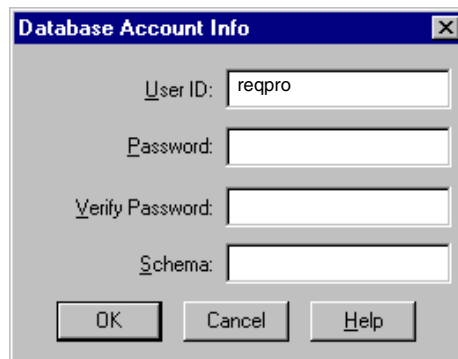 Database Account Info
User ID: reqpro
Password:
Verify Password:
Schema:
OK Cancel Help